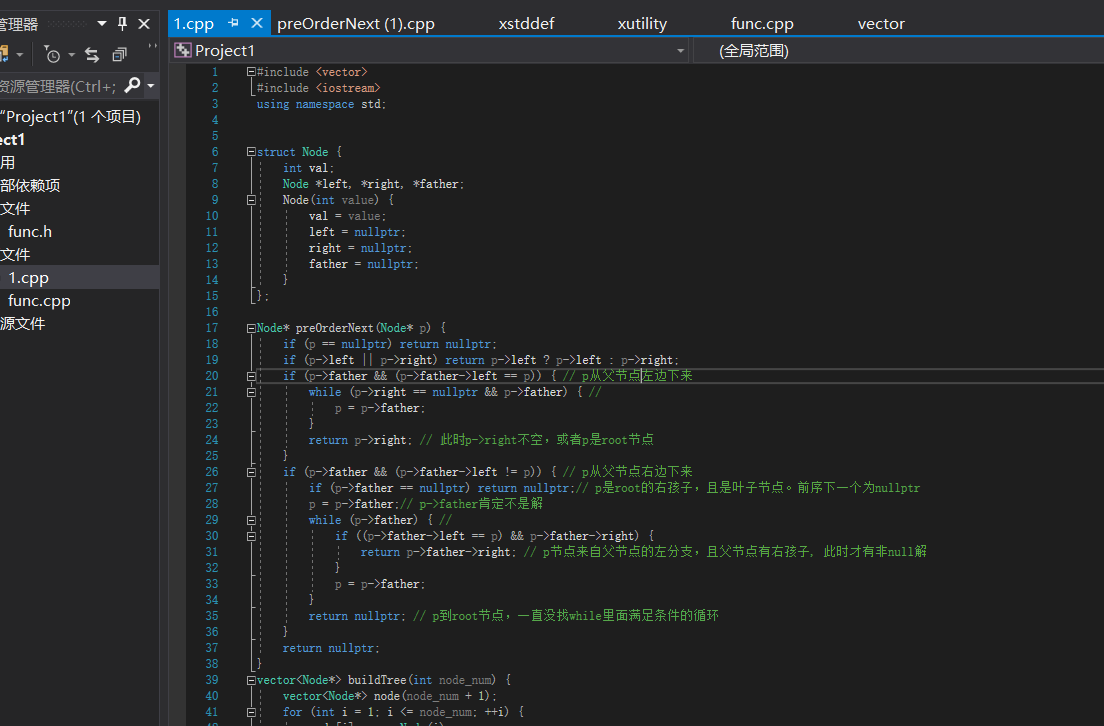 管理器
1.cpp preOrderNext (1).cpp xstddef xutility func.cpp vector
Project1 (全局范围)
资源管理器(Ctrl+;
"Project1"(1 个项目)
ect1
用
部依赖项
文件
func.h
文件
1.cpp
func.cpp
源文件
1 #include <vector>
2 #include <iostream>
3 using namespace std;
4
5
6 struct Node {
7 int val;
8 Node *left, *right, *father;
9 Node(int value) {
10 val = value;
11 left = nullptr;
12 right = nullptr;
13 father = nullptr;
14 }
15 };
16
17 Node* preOrderNext(Node* p) {
18 if (p == nullptr) return nullptr;
19 if (p->left || p->right) return p->left ? p->left : p->right;
20 if (p->father && (p->father->left == p)) { // p从父节点左边下来
21 while (p->right == nullptr && p->father) { //
22 p = p->father;
23 }
24 return p->right; // 此时p->right不空，或者p是root节点
25 }
26 if (p->father && (p->father->left != p)) { // p从父节点右边下来
27 if (p->father == nullptr) return nullptr;// p是root的右孩子，且是叶子节点。前序下一个为nullptr
28 p = p->father;// p->father肯定不是解
29 while (p->father) { //
30 if ((p->father->left == p) && p->father->right) {
31 return p->father->right; // p节点来自父节点的左分支，且父节点有右孩子, 此时才有非null解
32 }
33 p = p->father;
34 }
35 return nullptr; // p到root节点，一直没找while里面满足条件的循环
36 }
37 return nullptr;
38 }
39 vector<Node*> buildTree(int node_num) {
40 vector<Node*> node(node_num + 1);
41 for (int i = 1; i <= node_num; ++i) {